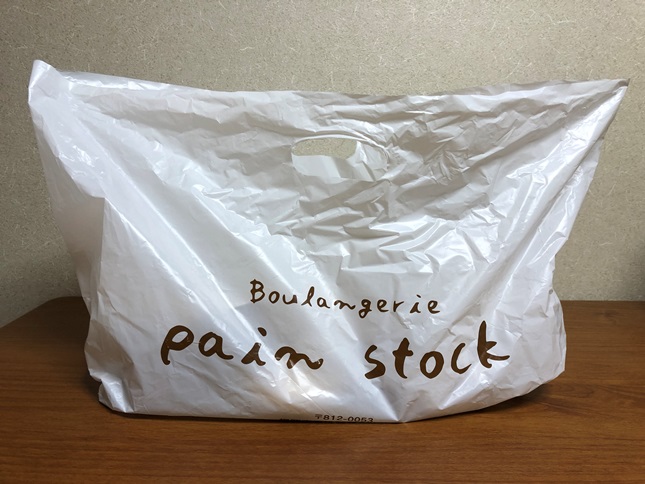 Boulangerie
pain stock
〒812-0053